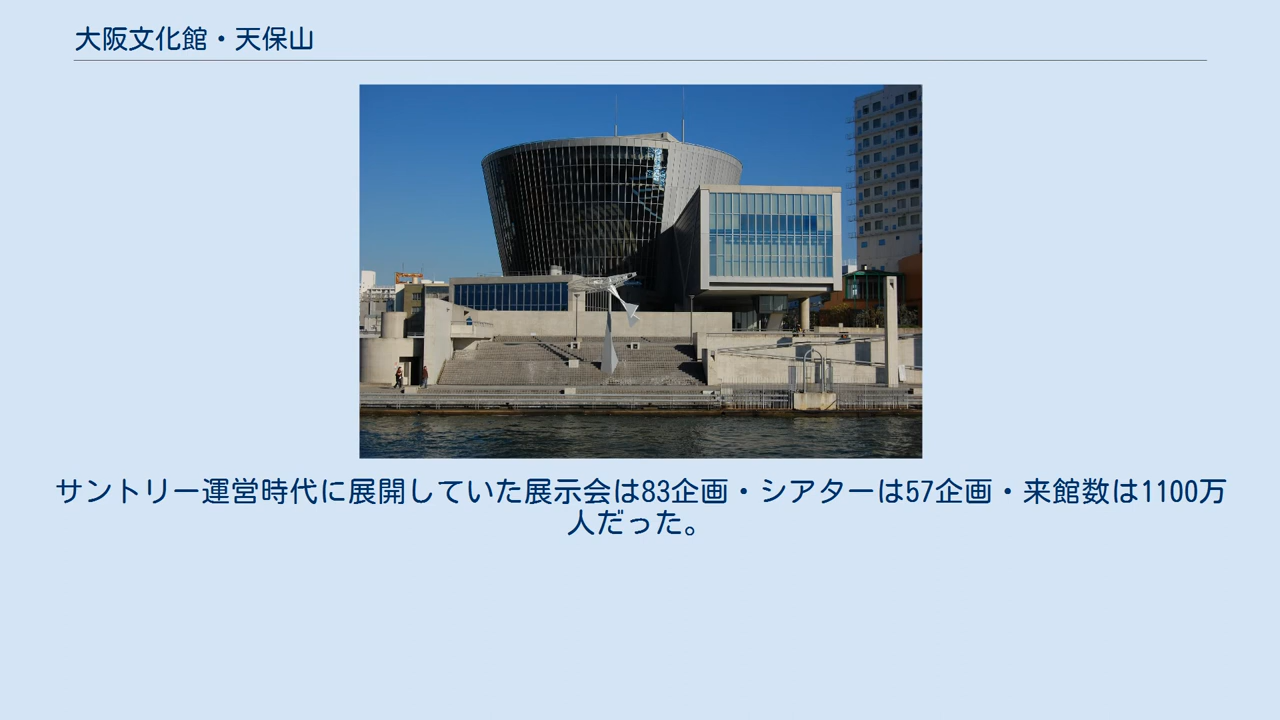 大阪文化館・天保山
サントリー運営時代に展開していた展示会は83企画・シアターは57企画・来館数は1100万
人だった。